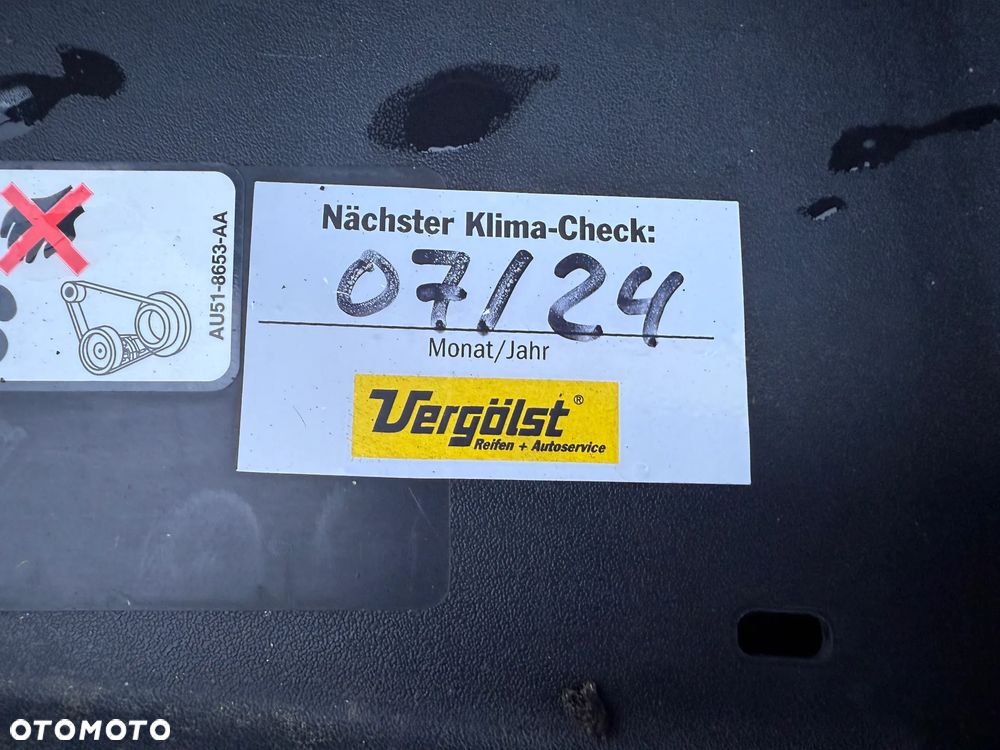 AU51-8653-AA
Nächster Klima-Check:
07/24
Monat/Jahr
Vergölst®
Reifen + Autoservice
OTOMOTO